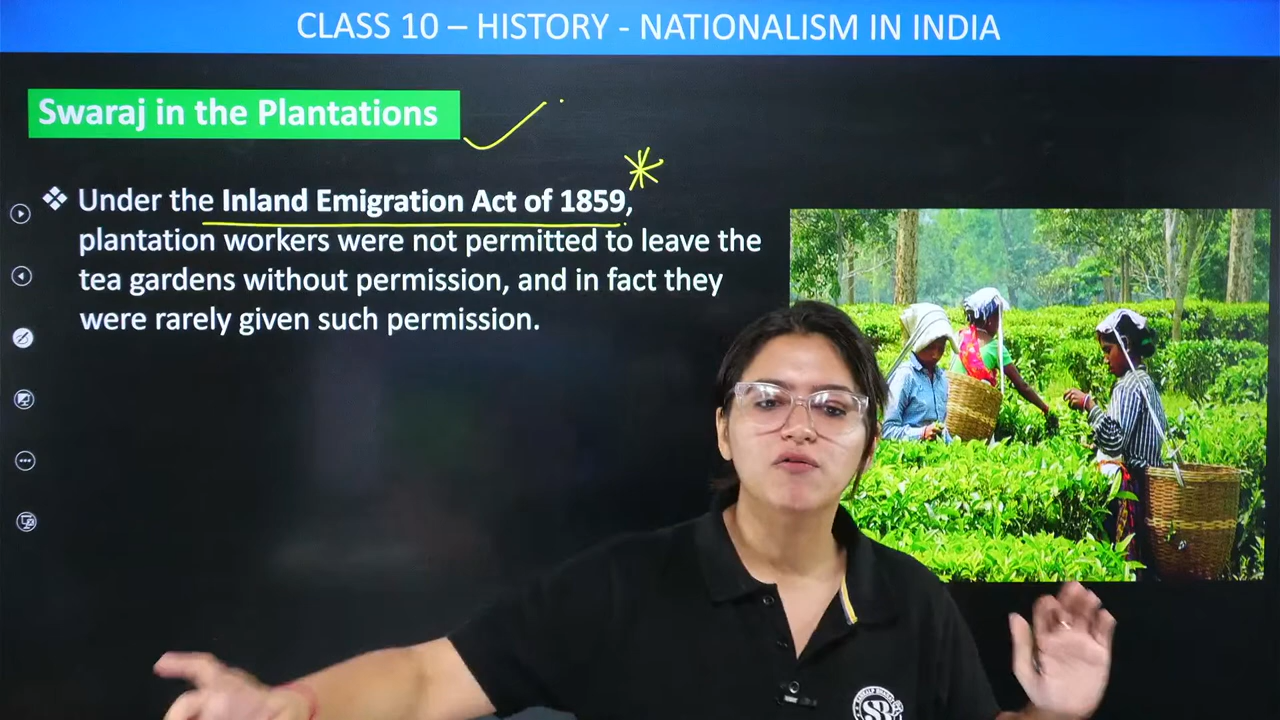 CLASS 10 – HISTORY - NATIONALISM IN INDIA
Swaraj in the Plantations
❖ Under the Inland Emigration Act of 1859,
plantation workers were not permitted to leave the
tea gardens without permission, and in fact they
were rarely given such permission.
SB